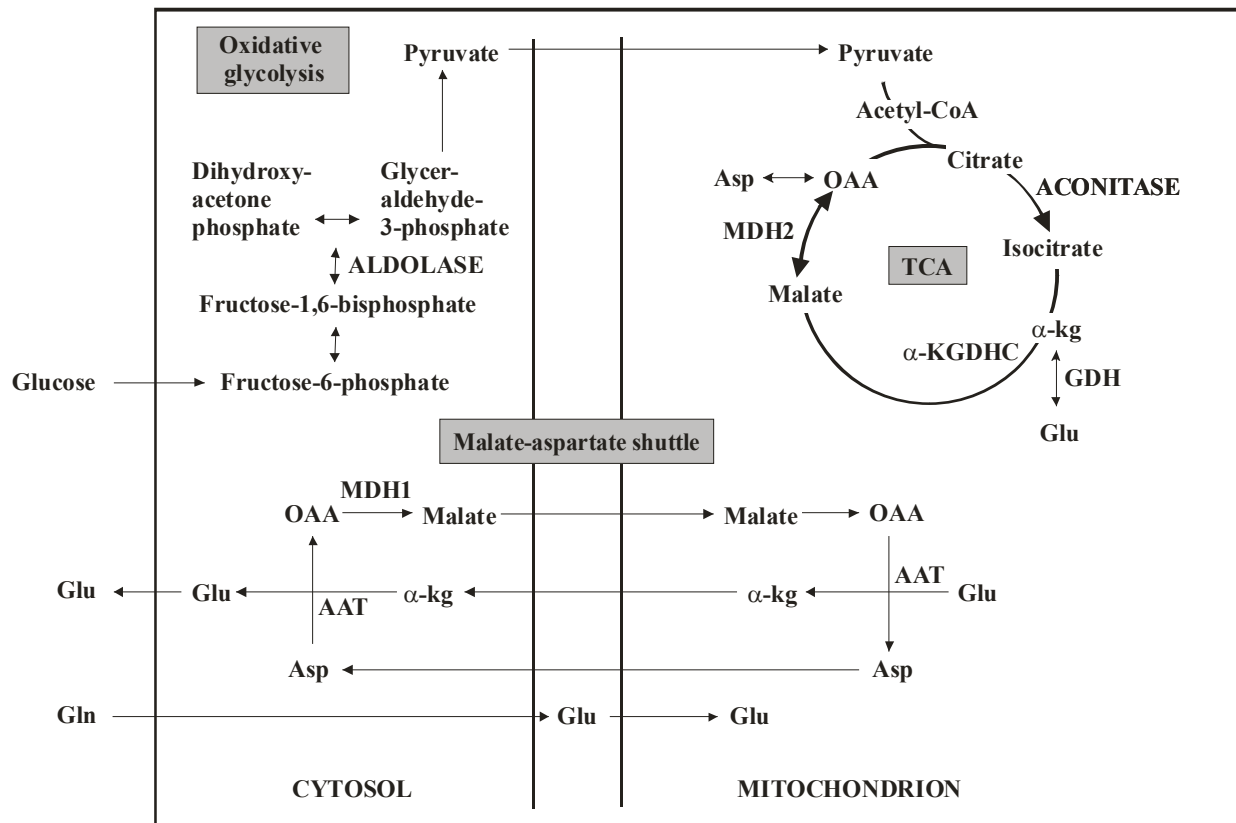 Oxidative
glycolysis
Pyruvate
Pyruvate
Acetyl-CoA
Dihydroxy-
acetone
phosphate
Glycer-
aldehyde-
3-phosphate
Asp
OAA
Citrate
ACONITASE
MDH2
Isocitrate
TCA
ALDOLASE
Malate
Fructose-1,6-bisphosphate
α-kg
α-KGDHC
GDH
Glucose
Fructose-6-phosphate
Glu
Malate-aspartate shuttle
MDH1
OAA
Malate
Malate
OAA
Glu
Glu
AAT
α-kg
α-kg
AAT
Glu
Asp
Asp
Gln
Glu
Glu
CYTOSOL
MITOCHONDRION